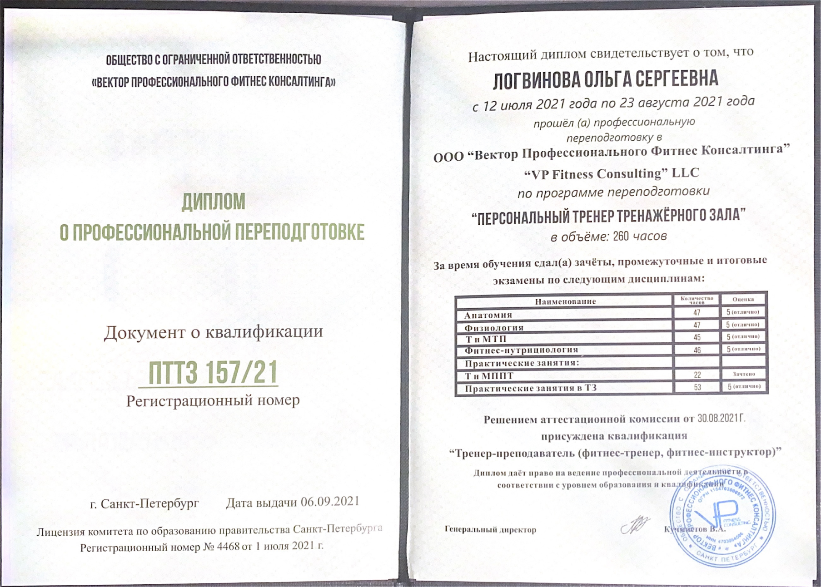 ОБЩЕСТВО С ОГРАНИЧЕННОЙ ОТВЕТСТВЕННОСТЬЮ
«ВЕКТОР ПРОФЕССИОНАЛЬНОГО ФИТНЕС КОНСАЛТИНГА»
ДИПЛОМ
О ПРОФЕССИОНАЛЬНОЙ ПЕРЕПОДГОТОВКЕ
Документ о квалификации
ПТТЗ 157/21
Регистрационный номер
г. Санкт-Петербург Дата выдачи 06.09.2021
Лицензия комитета по образованию правительства Санкт-Петербурга
Регистрационный номер № 4468 от 1 июля 2021 г.
Настоящий диплом свидетельствует о том, что
ЛОГВИНОВА ОЛЬГА СЕРГЕЕВНА
с 12 июля 2021 года по 23 августа 2021 года
прошёл (а) профессиональную
переподготовку в
ООО “Вектор Профессионального Фитнес Консалтинга”
“VP Fitness Consulting” LLC
по программе переподготовки
“ПЕРСОНАЛЬНЫЙ ТРЕНЕР ТРЕНАЖЁРНОГО ЗАЛА”
в объёме: 260 часов
За время обучения сдал(а) зачёты, промежуточные и итоговые
экзамены по следующим дисциплинам:
Наименование Количество часов Оценка
Анатомия 47 5 (отлично)
Физиология 47 5 (отлично)
Т и МТП 45 5 (отлично)
Фитнес-нутрициология 46 5 (отлично)
Практические занятия:
Т и МППТ 22 Зачтено
Практические занятия в ТЗ 53 5 (отлично)
Решением аттестационной комиссии от 30.08.2021 Г.
присуждена квалификация
“Тренер-преподаватель (фитнес-тренер, фитнес-инструктор)”
Диплом даёт право на ведение профессиональной деятельности в
соответствии с уровнем образования и квалификации
Генеральный директор В.А.
VP
САНКТ-ПЕТЕРБУРГ